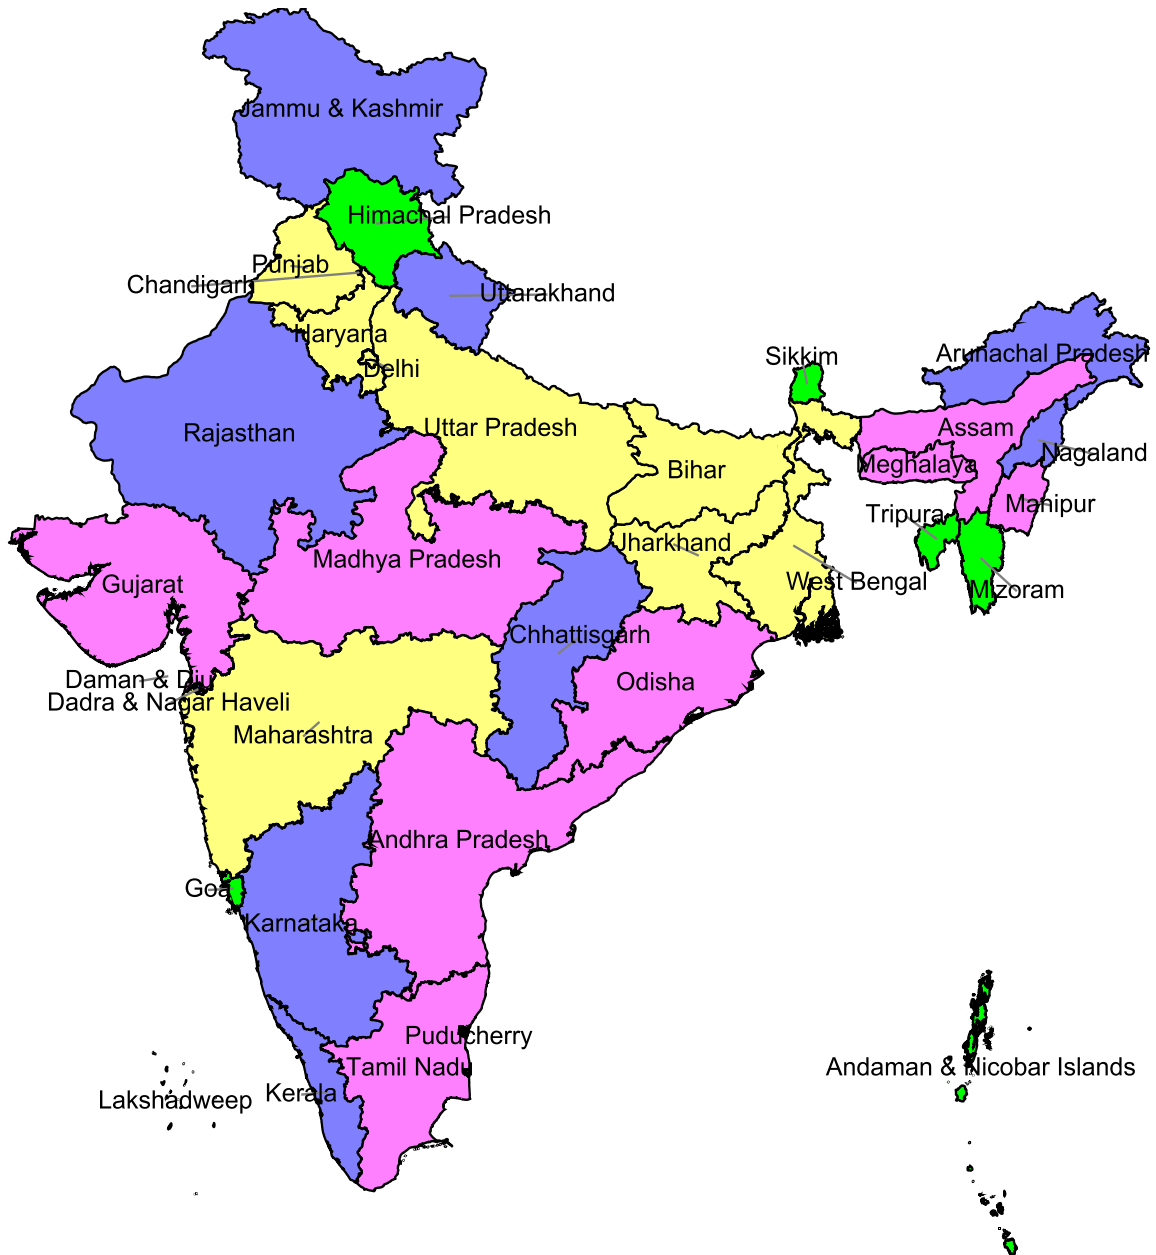 Jammu & Kashmir
Himachal Pradesh
Punjab
Chandigarh
Uttarakhand
Haryana
Delhi
Sikkim
Arunachal Pradesh
Rajasthan
Uttar Pradesh
Assam
Bihar
Meghalaya
Nagaland
Manipur
Tripura
Jharkhand
Madhya Pradesh
Gujarat
West Bengal
Mizoram
Chhattisgarh
Daman & Diu
Odisha
Dadra & Nagar Haveli
Maharashtra
Andhra Pradesh
Goa
Karnataka
Puducherry
Tamil Nadu
Andaman & Nicobar Islands
Kerala
Lakshadweep